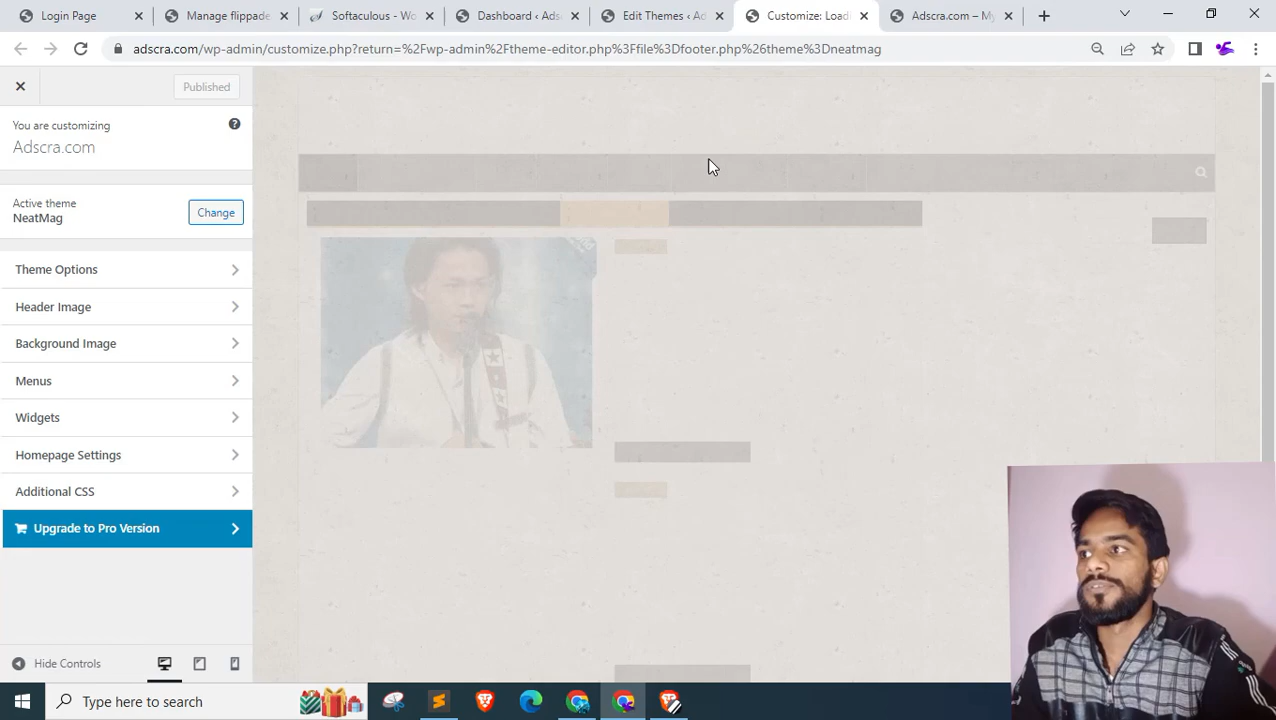 Login Page
Manage flippade
Softaculous - Wo
Dashboard ‹ Ads
Edit Themes ‹ Ad
Customize: Loadi
Adscra.com – My
adscra.com/wp-admin/customize.php?return=%2Fwp-admin%2Ftheme-editor.php%3Ffile%3Dfooter.php%26theme%3Dneatmag
Published
You are customizing
Adscra.com
Active theme
NeatMag
Change
Theme Options
Header Image
Background Image
Menus
Widgets
Homepage Settings
Additional CSS
Upgrade to Pro Version
Hide Controls
Type here to search